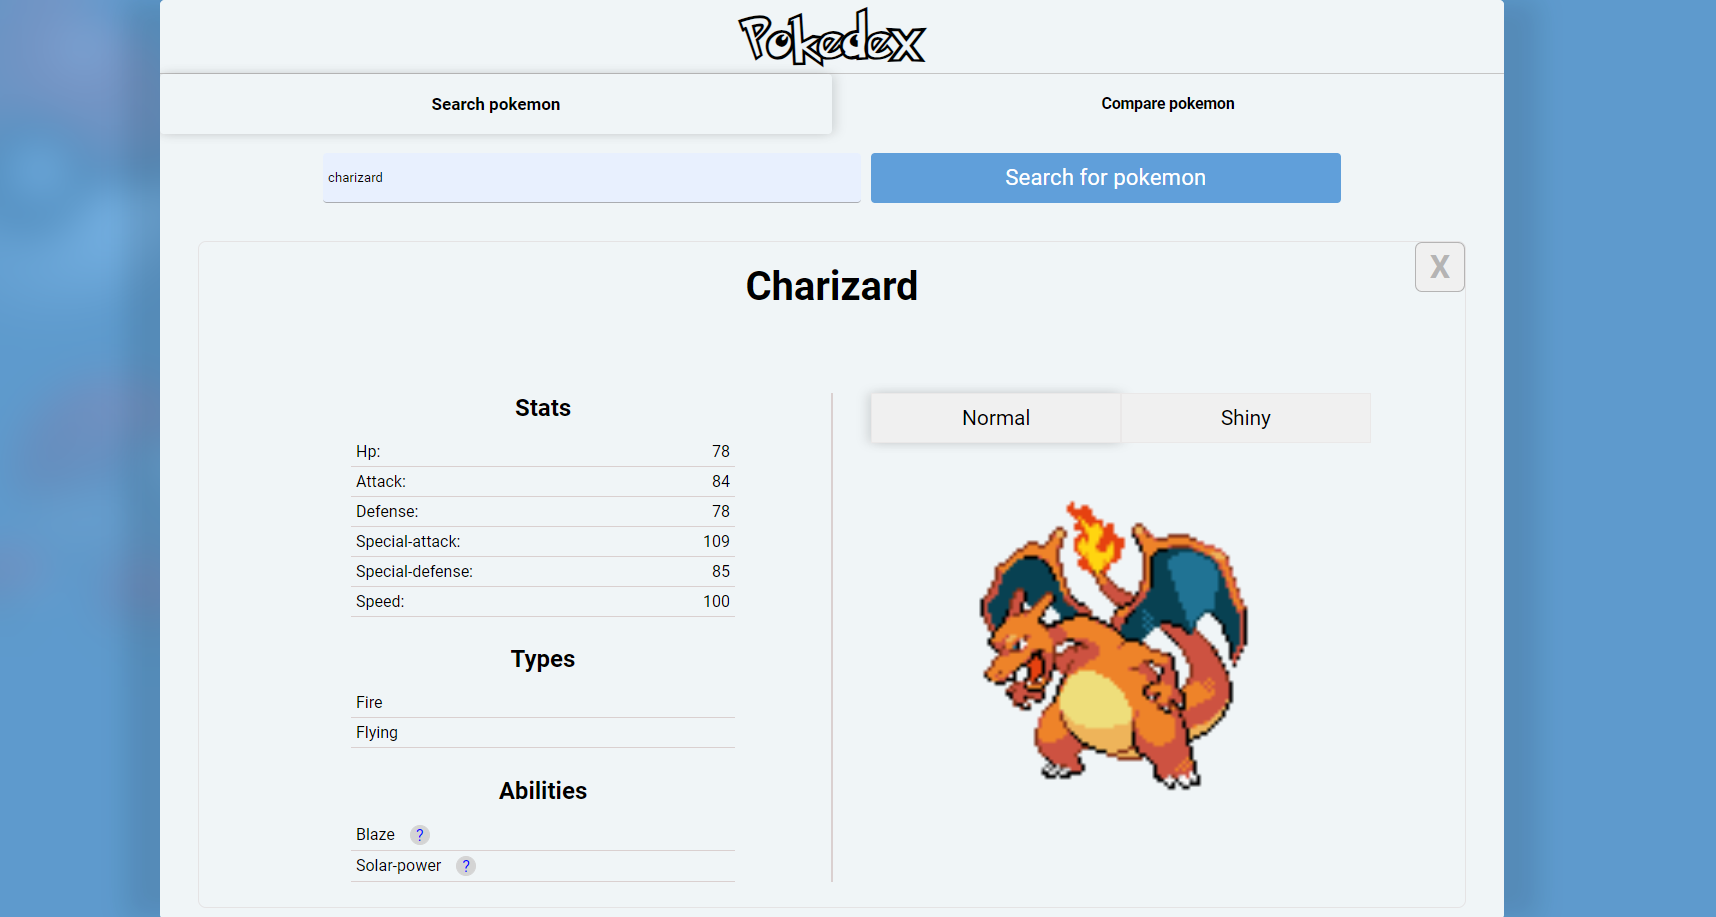 Pokedex
Search pokemon
Compare pokemon
charizard
Search for pokemon
X
Charizard
Stats
Hp: 78
Attack: 84
Defense: 78
Special-attack: 109
Special-defense: 85
Speed: 100
Types
Fire
Flying
Abilities
Blaze ?
Solar-power ?
Normal
Shiny